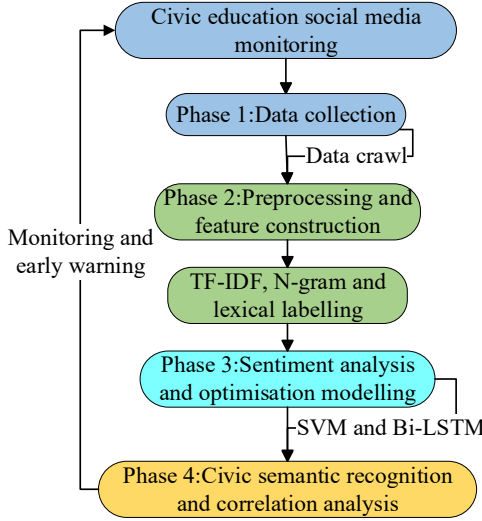 Civic education social media
monitoring
Phase 1:Data collection
Data crawl
Phase 2:Preprocessing and
feature construction
Monitoring and
early warning
TF-IDF, N-gram and
lexical labelling
Phase 3:Sentiment analysis
and optimisation modelling
SVM and Bi-LSTM
Phase 4:Civic semantic recognition
and correlation analysis